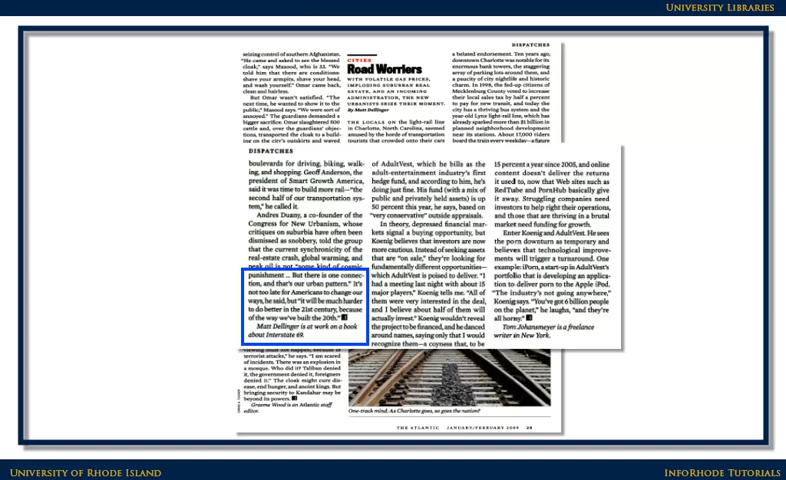 UNIVERSITY LIBRARIES
DISPATCHES
seizing control of southern Afghanistan.
"He came and asked to see the blessed
cloak," says Masood, who is 33. "We
told him that there are conditions:
shave your armpits, shave your head,
and wash yourself." Omar came back,
clean and hairless.
But Omar wasn't satisfied. "The
next time, he wanted to show it to the
public," Masood says. "We were sort of
annoyed." The guardians demanded a
bigger sacrifice. Omar slaughtered 500
cattle and, over the guardians' objec-
tions, transported the cloak to a build-
ing on the city's outskirts and waved
CITIES
Road Worriers
WITH VOLATILE GAS PRICES,
IMPLODING SUBURBAN REAL
ESTATE, AND AN INCOMING
ADMINISTRATION, THE NEW
URBANISTS SEIZE THEIR MOMENT.
By Matt Dellinger
THE LOCALS on the light-rail line
in Charlotte, North Carolina, seemed
amused by the horde of transportation
tourists that crowded onto their cars
a belated endorsement. Ten years ago,
downtown Charlotte was notable for its
enormous bank towers, the staggering
array of parking lots around them, and
a paucity of city nightlife and historic
charm. In 1998, the fed-up citizens of
Mecklenburg County voted to increase
their local sales tax by half a percent
to pay for new transit, and today the
city has a thriving bus system and the
year-old Lynx light-rail line, which has
already sparked more than $1 billion in
planned neighborhood development
near its stations. About 17,000 riders
board the train every weekday—a future
DISPATCHES
boulevards for driving, biking, walk-
ing, and shopping. Geoff Anderson, the
president of Smart Growth America,
said it was time to build more rail—"the
second half of our transportation sys-
tem," he called it.
Andres Duany, a co-founder of the
Congress for New Urbanism, whose
critiques on suburbia have often been
dismissed as snobbery, told the group
that the current synchronicity of the
real-estate crash, global warming, and
peak oil is not "some kind of cosmic
punishment ... But there is one connec-
tion, and that's our urban pattern." It's
not too late for Americans to change our
ways, he said, but "it will be much harder
to do better in the 21st century, because
of the way we've built the 20th."
Matt Dellinger is at work on a book
about Interstate 69.
of AdultVest, which he bills as the
adult-entertainment industry's first
hedge fund, and according to him, he's
doing just fine. His fund (with a mix of
public and privately held assets) is up
50 percent this year, he says, based on
"very conservative" outside appraisals.
In theory, depressed financial mar-
kets signal a buying opportunity, but
Koenig believes that investors are now
more cautious. Instead of seeking assets
that are "on sale," they're looking for
fundamentally different opportunities—
which AdultVest is poised to deliver. "I
had a meeting last night with about 15
major players," Koenig tells me. "All of
them were very interested in the deal,
and I believe about half of them will
actually invest." Koenig wouldn't reveal
the project to be financed, and he danced
around names, saying only that I would
recognize them—a coyness that, to be
15 percent a year since 2005, and online
content doesn't deliver the returns
it used to, now that Web sites such as
RedTube and PornHub basically give
it away. Struggling companies need
investors to help right their operations,
and those that are thriving in a brutal
market need funding for growth.
Enter Koenig and AdultVest. He sees
the porn downturn as temporary and
believes that technological improve-
ments will trigger a turnaround. One
example: iPorn, a start-up in AdultVest's
portfolio that is developing an applica-
tion to deliver porn to the Apple iPod.
"The industry's not going anywhere,"
Koenig says. "You've got 6 billion people
on the planet," he laughs, "and they're
all horny."
Tom Johansmeyer is a freelance
writer in New York.
terrorist attacks," he says. "I am scared
of incidents. There was an explosion in
a mosque. Who did it? Taliban denied
it, the government denied it, foreigners
denied it." The cloak might cure dis-
ease, end hunger, and ancient kings. But
bringing security to Kandahar may be
beyond its powers.
Graeme Wood is an Atlantic staff
editor.
One-track mind. As Charlotte goes, so goes the nation?
THE ATLANTIC JANUARY/FEBRUARY 2009 28
UNIVERSITY OF RHODE ISLAND
INFORHODE TUTORIALS